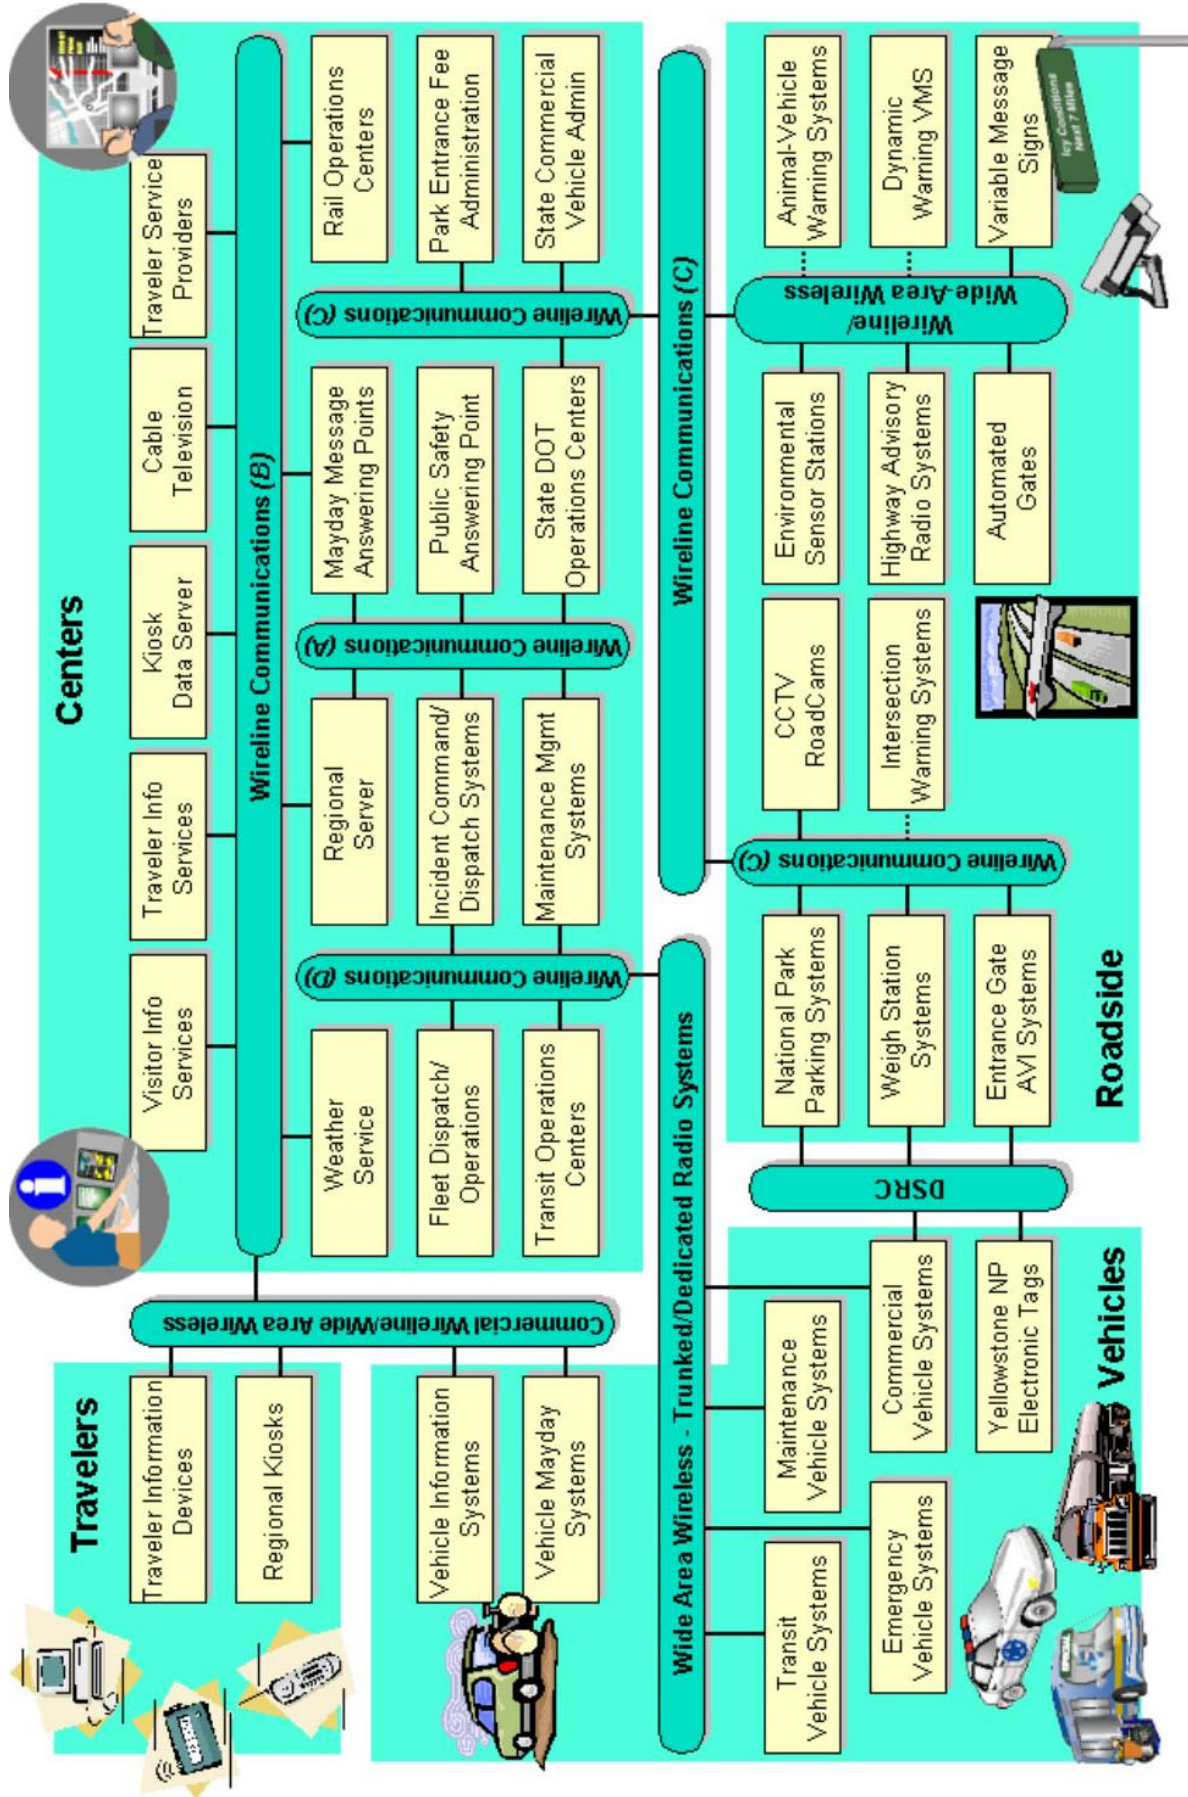 Travelers
Traveler Information
Devices
Regional Kiosks
Commercial Wireline/Wide Area Wireless
Centers
Visitor Info
Services
Traveler Info
Services
Kiosk
Data Server
Cable
Television
Traveler Service
Providers
Wireline Communications (B)
Weather
Service
Regional
Server
Mayday Message
Answering Points
Rail Operations
Centers
Fleet Dispatch/
Operations
Incident Command/
Dispatch Systems
Public Safety
Answering Point
Park Entrance Fee
Administration
Transit Operations
Centers
Maintenance Mgmt
Systems
State DOT
Operations Centers
State Commercial
Vehicle Admin
Wireline Communications (D)
Wireline Communications (A)
Wireline Communications (C)
Vehicle Information
Systems
Vehicle Mayday
Systems
Wide Area Wireless - Trunked/Dedicated Radio Systems
Wireline Communications (C)
Transit
Vehicle Systems
Maintenance
Vehicle Systems
Emergency
Vehicle Systems
Commercial
Vehicle Systems
Yellowstone NP
Electronic Tags
Vehicles
DSRC
National Park
Parking Systems
CCTV
RoadCams
Environmental
Sensor Stations
Animal-Vehicle
Warning Systems
Weigh Station
Systems
Intersection
Warning Systems
Highway Advisory
Radio Systems
Dynamic
Warning VMS
Entrance Gate
AVI Systems
Automated
Gates
Variable Message
Signs
Wireline Communications (C)
Wireline/
Wide-Area Wireless
Roadside
Icy Conditions
Next 7 Miles
i